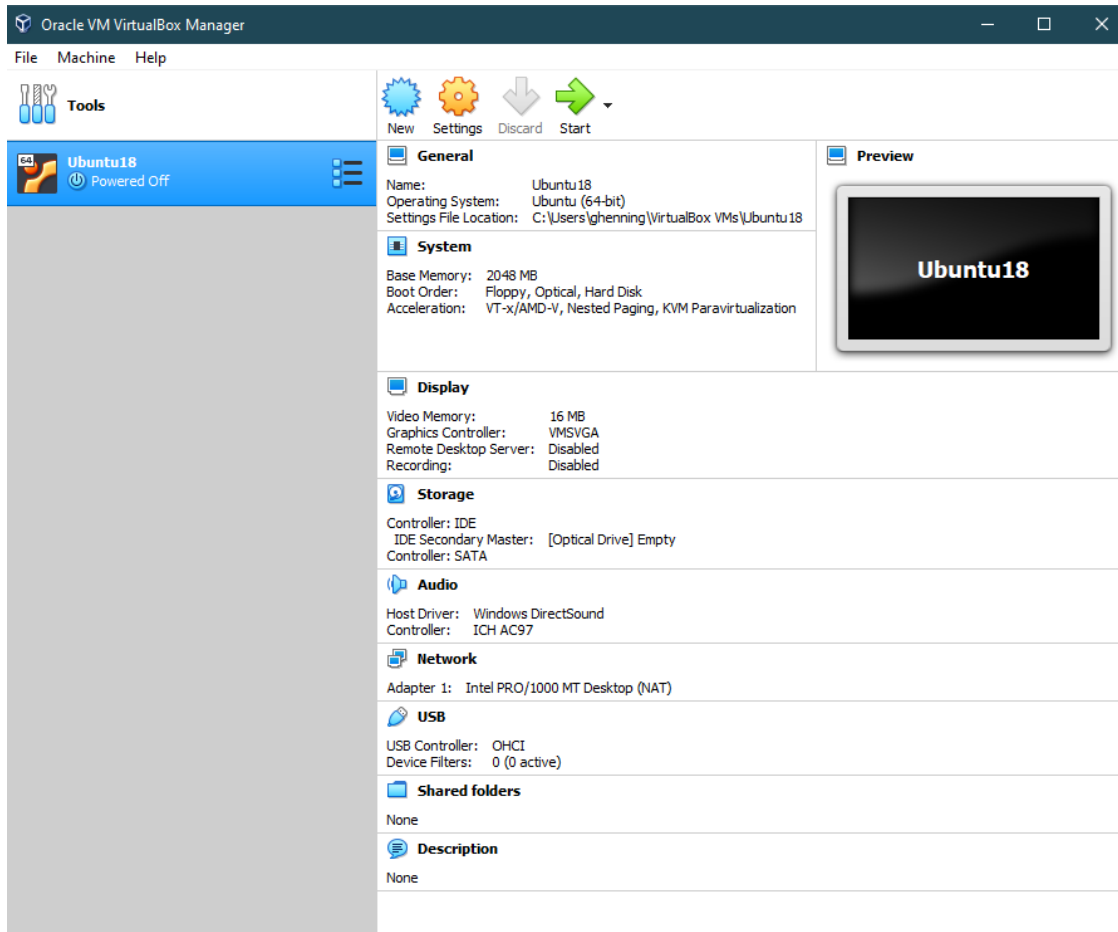 Oracle VM VirtualBox Manager
File Machine Help
Tools
New Settings Discard Start
64
Ubuntu18
Powered Off
General
Name: Ubuntu18
Operating System: Ubuntu (64-bit)
Settings File Location: C:\Users\ghenning\VirtualBox VMs\Ubuntu18
System
Base Memory: 2048 MB
Boot Order: Floppy, Optical, Hard Disk
Acceleration: VT-x/AMD-V, Nested Paging, KVM Paravirtualization
Preview
Ubuntu18
Display
Video Memory: 16 MB
Graphics Controller: VMSVGA
Remote Desktop Server: Disabled
Recording: Disabled
Storage
Controller: IDE
IDE Secondary Master: [Optical Drive] Empty
Controller: SATA
Audio
Host Driver: Windows DirectSound
Controller: ICH AC97
Network
Adapter 1: Intel PRO/1000 MT Desktop (NAT)
USB
USB Controller: OHCI
Device Filters: 0 (0 active)
Shared folders
None
Description
None